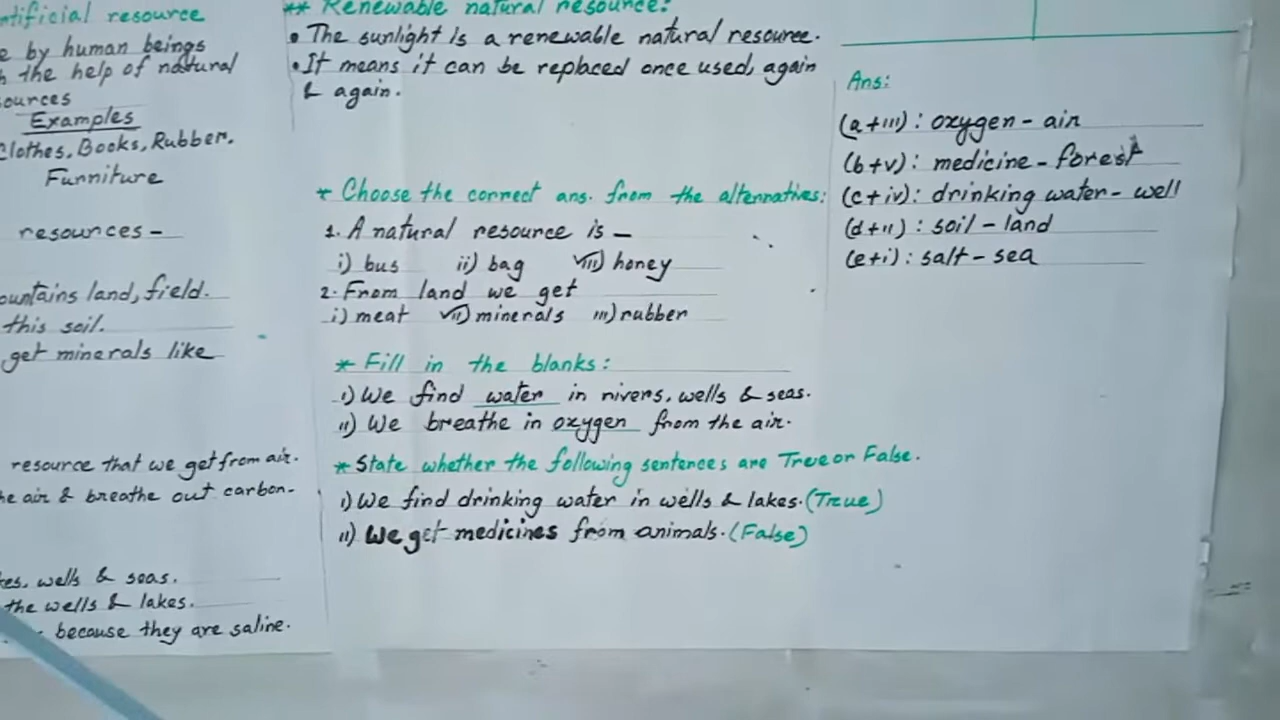 artificial resource
by human beings
the help of natural
Examples
Clothes, Books, Rubber.
Furniture
resources -
land, field.
this soil.
get minerals like
resource that we get from air.
air & breathe out carbon-
wells & seas.
the wells & lakes.
because they are saline.
** Renewable natural resource:
• The sunlight is a renewable natural resource.
• It means it can be replaced once used, again
& again.
* Choose the correct ans. from the alternatives:
1. A natural resource is -
i) bus ii) bag ✓iii) honey
2. From land we get
i) meat ✓ii) minerals iii) rubber
* Fill in the blanks:
i) We find water in rivers, wells & seas.
ii) We breathe in oxygen from the air.
* State whether the following sentences are True or False.
i) We find drinking water in wells & lakes. (True)
ii) We get medicines from animals. (False)
Ans:
(a+iii): oxygen - air
(b+v): medicine - forest
(c+iv): drinking water - well
(d+ii): soil - land
(e+i): salt - sea